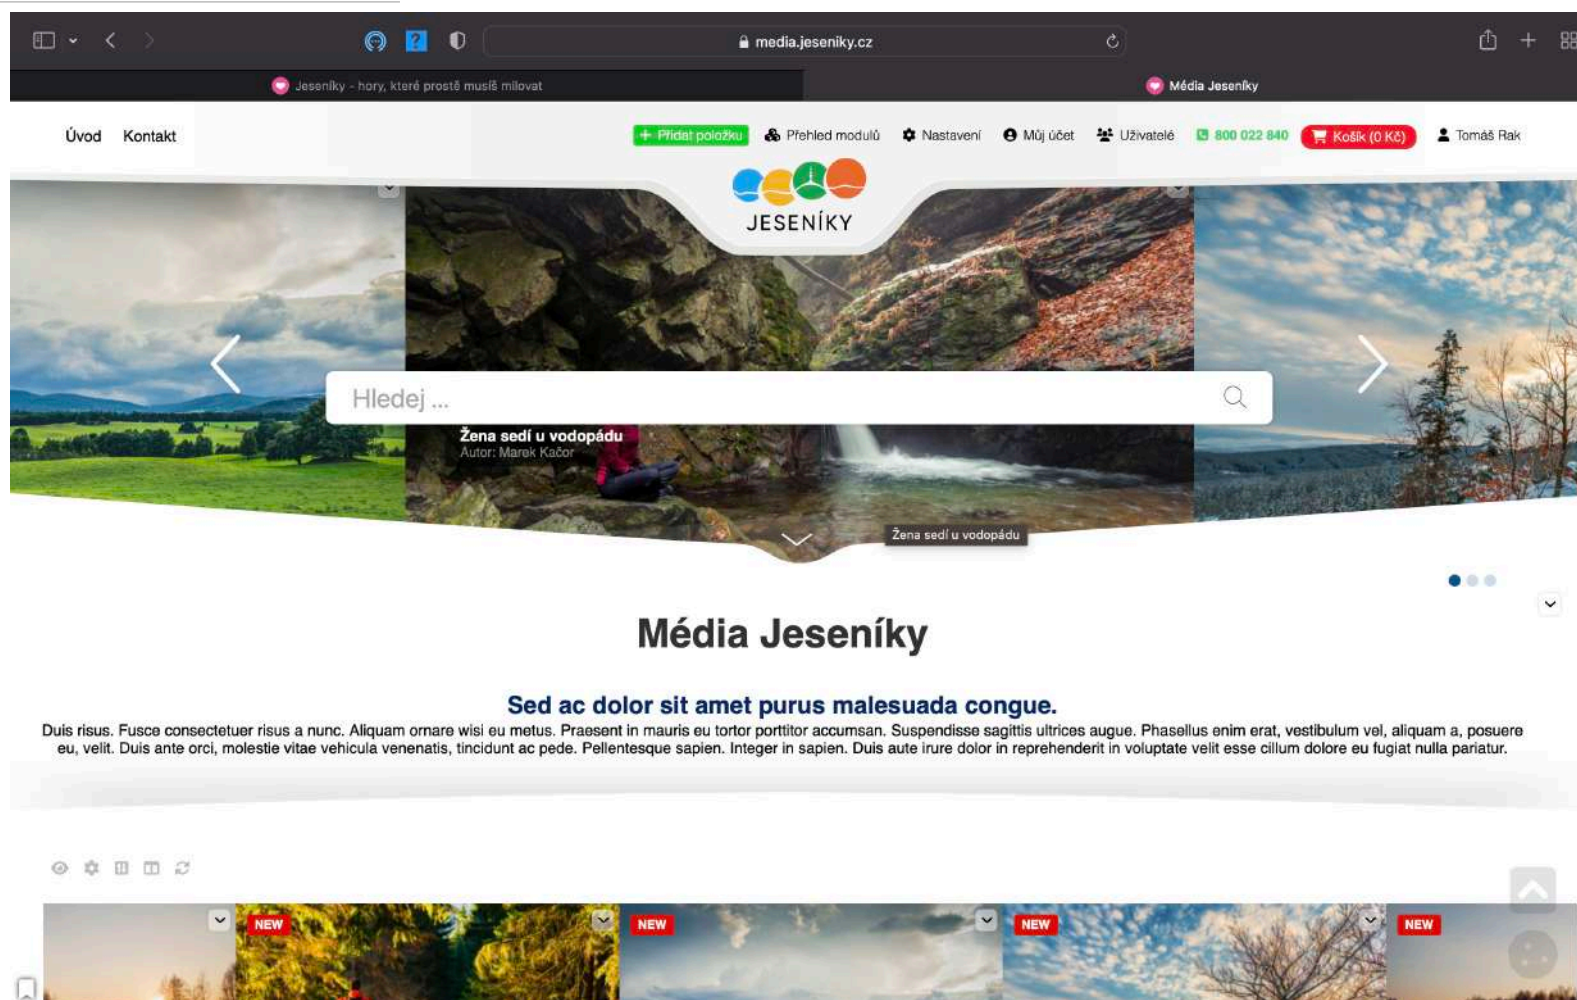 media.jeseniky.cz
Jeseníky - hory, které prostě musíš milovat
Média Jeseníky
Úvod Kontakt
+ Přidat položku Přehled modulů Nastavení Můj účet Uživatelé 800 022 840 Košík (0 Kč) Tomáš Rak
JESENÍKY
Hledej ...
Žena sedí u vodopádu
Autor: Marek Kačor
Žena sedí u vodopádu
Média Jeseníky
Sed ac dolor sit amet purus malesuada congue.
Duis risus. Fusce consectetuer risus a nunc. Aliquam ornare wisi eu metus. Praesent in mauris eu tortor porttitor accumsan. Suspendisse sagittis ultrices augue. Phasellus enim erat, vestibulum vel, aliquam a, posuere
eu, velit. Duis ante orci, molestie vitae vehicula venenatis, tincidunt ac pede. Pellentesque sapien. Integer in sapien. Duis aute irure dolor in reprehenderit in voluptate velit esse cillum dolore eu fugiat nulla pariatur.
NEW
NEW
NEW
NEW